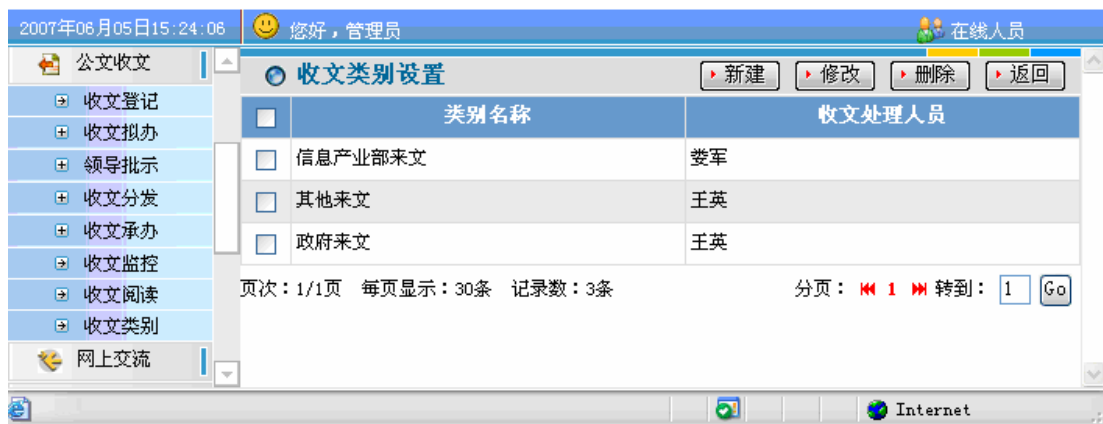 2007年06月05日15:24:06
您好，管理员
在线人员
公文收文
收文登记
收文拟办
领导批示
收文分发
收文承办
收文监控
收文阅读
收文类别
网上交流
收文类别设置
新建 修改 删除 返回
类别名称 收文处理人员
信息产业部来文 娄军
其他来文 王英
政府来文 王英
页次：1/1页 每页显示：30条 记录数：3条 分页： 1 转到： 1 Go
Internet